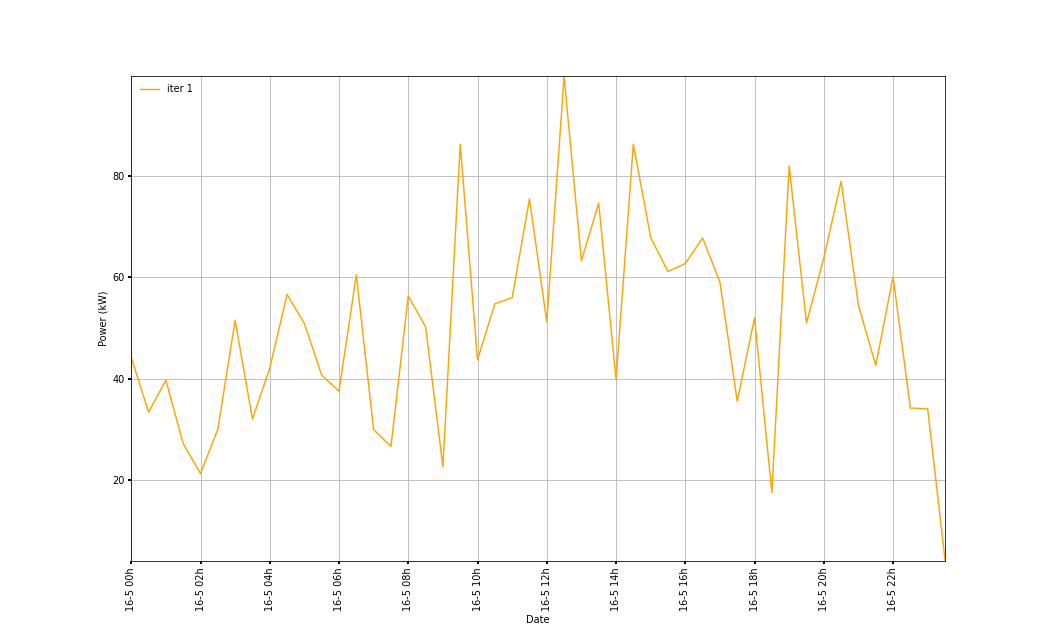 iter 1
Power (kW)
80
60
40
20
16-5 00h
16-5 02h
16-5 04h
16-5 06h
16-5 08h
16-5 10h
16-5 12h
16-5 14h
16-5 16h
16-5 18h
16-5 20h
16-5 22h
Date